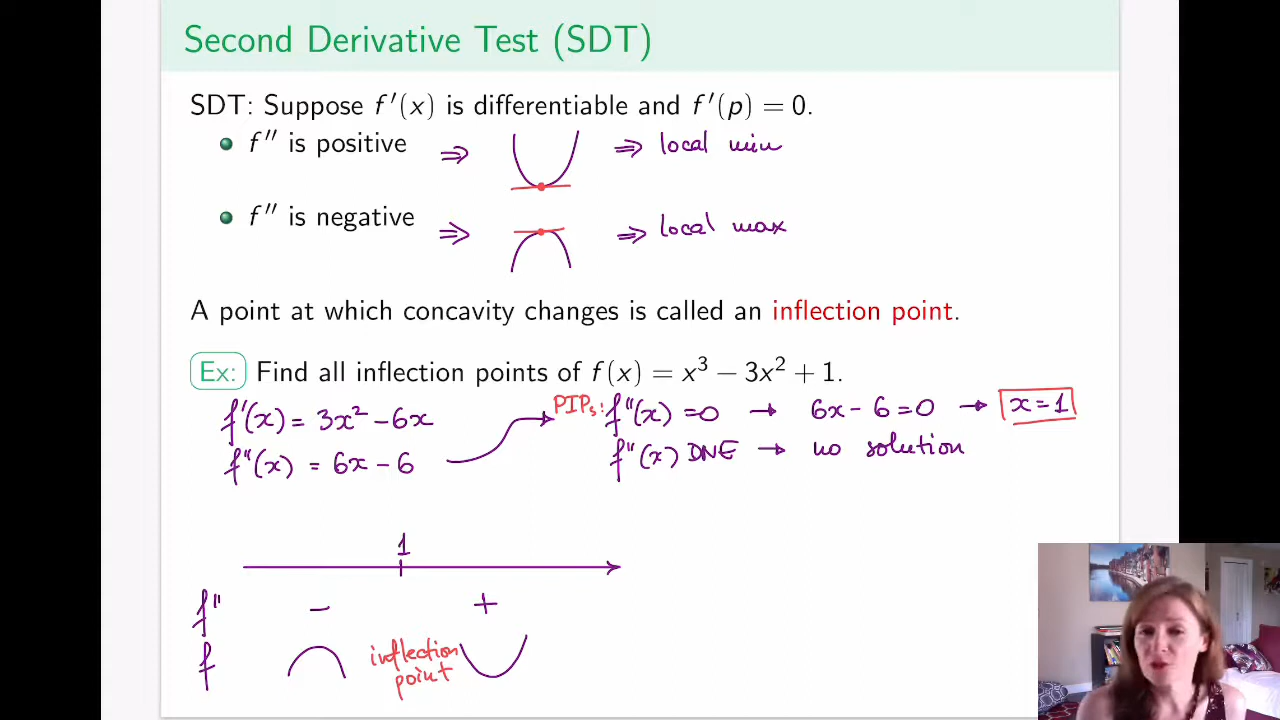 Second Derivative Test (SDT)
SDT: Suppose f′(x) is differentiable and f′(p) = 0.
f″ is positive ⇒ ⇒ local min
f″ is negative ⇒ ⇒ local max
A point at which concavity changes is called an inflection point.
Ex: Find all inflection points of f(x) = x³ − 3x² + 1.
f'(x) = 3x² − 6x
f"(x) = 6x − 6
PIPs: f"(x) = 0 → 6x − 6 = 0 → x = 1
f"(x) DNE → no solution
1
f" − +
f inflection
point